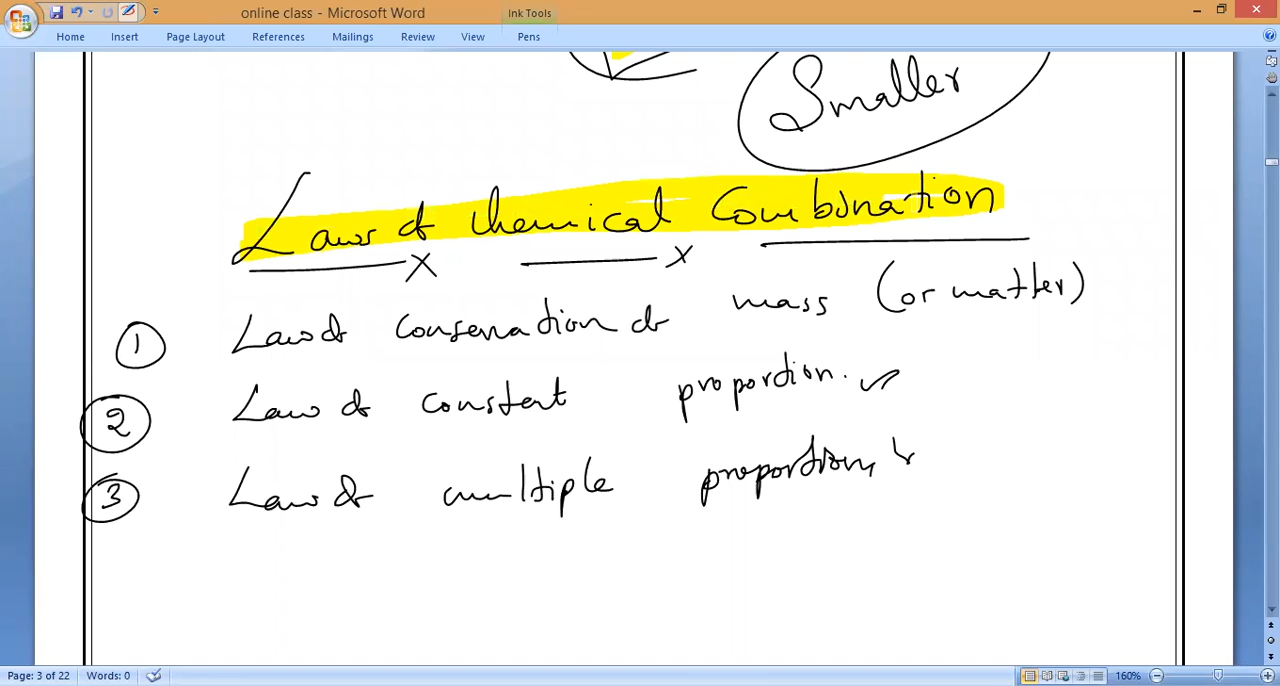 online class - Microsoft Word
Ink Tools
Home Insert Page Layout References Mailings Review View Pens
Smaller
Laws of chemical Combination
① Law of conservation of mass (or matter)
② Law of constant proportion.
③ Law of multiple proportion,
Page: 3 of 22 Words: 0 160%